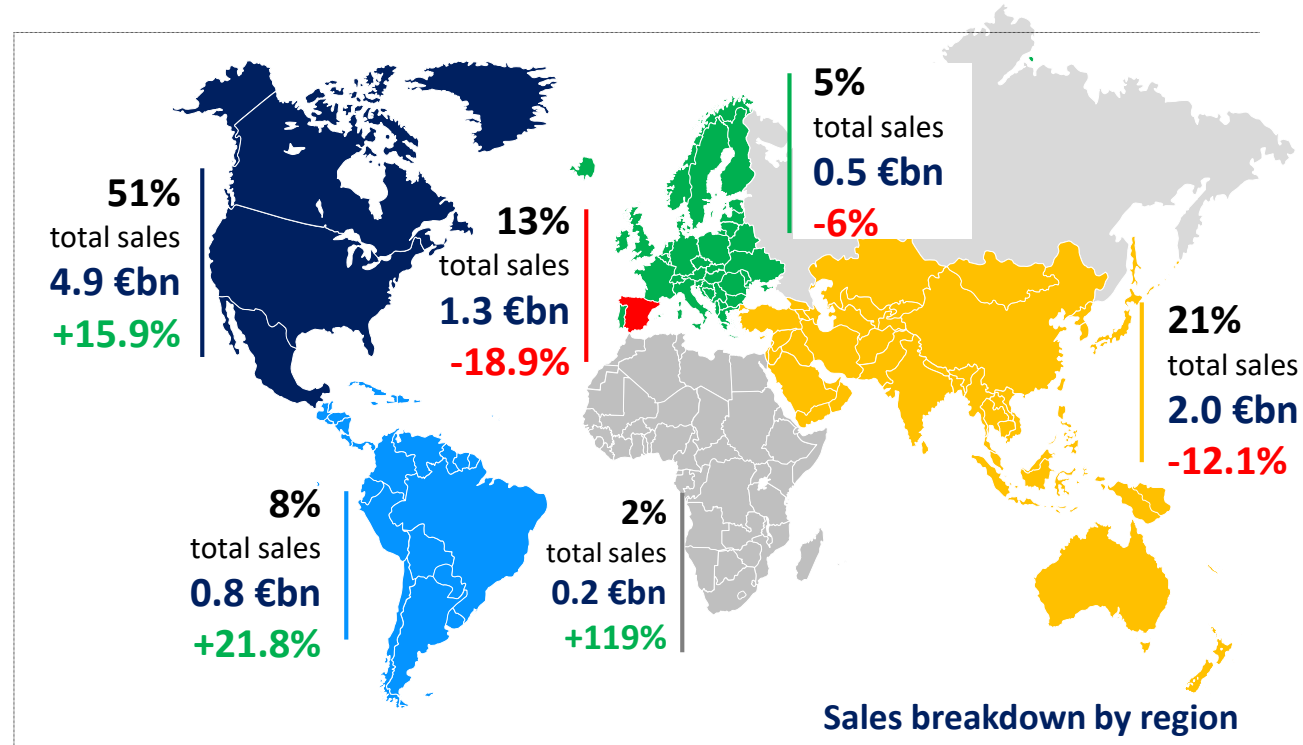 5%
total sales
0.5 €bn
-6%
51%
total sales
4.9 €bn
+15.9%
13%
total sales
1.3 €bn
-18.9%
21%
total sales
2.0 €bn
-12.1%
8%
total sales
0.8 €bn
+21.8%
2%
total sales
0.2 €bn
+119%
Sales breakdown by region